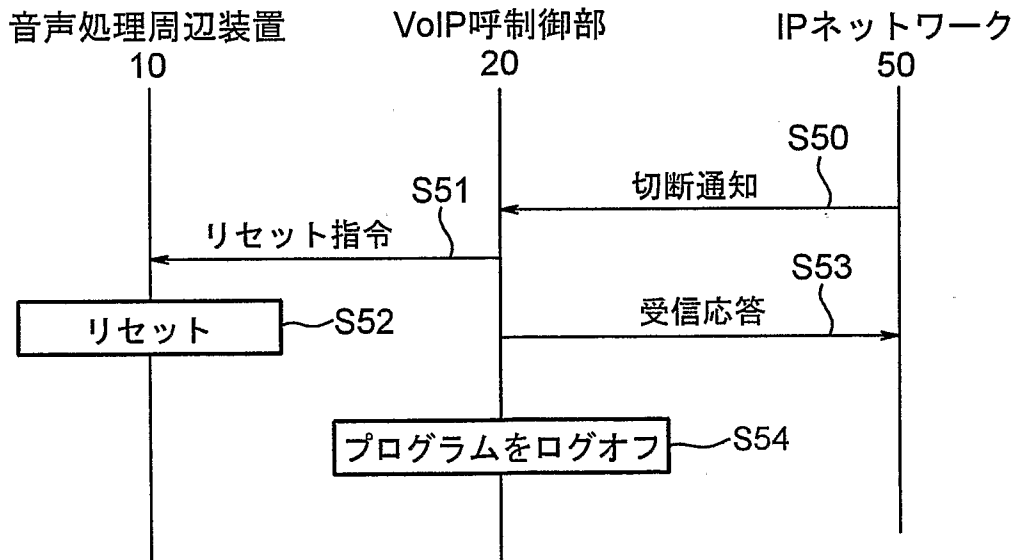 音声処理周辺装置
10
VoIP呼制御部
20
IPネットワーク
50
S50
切断通知
S51
リセット指令
S53
受信応答
リセット
S52
プログラムをログオフ
S54